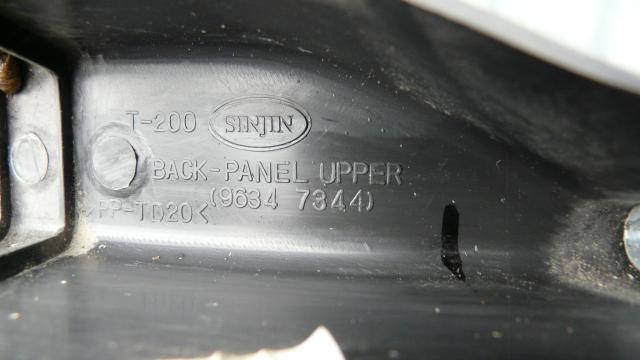 T-200 SINJIN
BACK-PANEL UPPER
(9634 7344)
>PP-TD20<